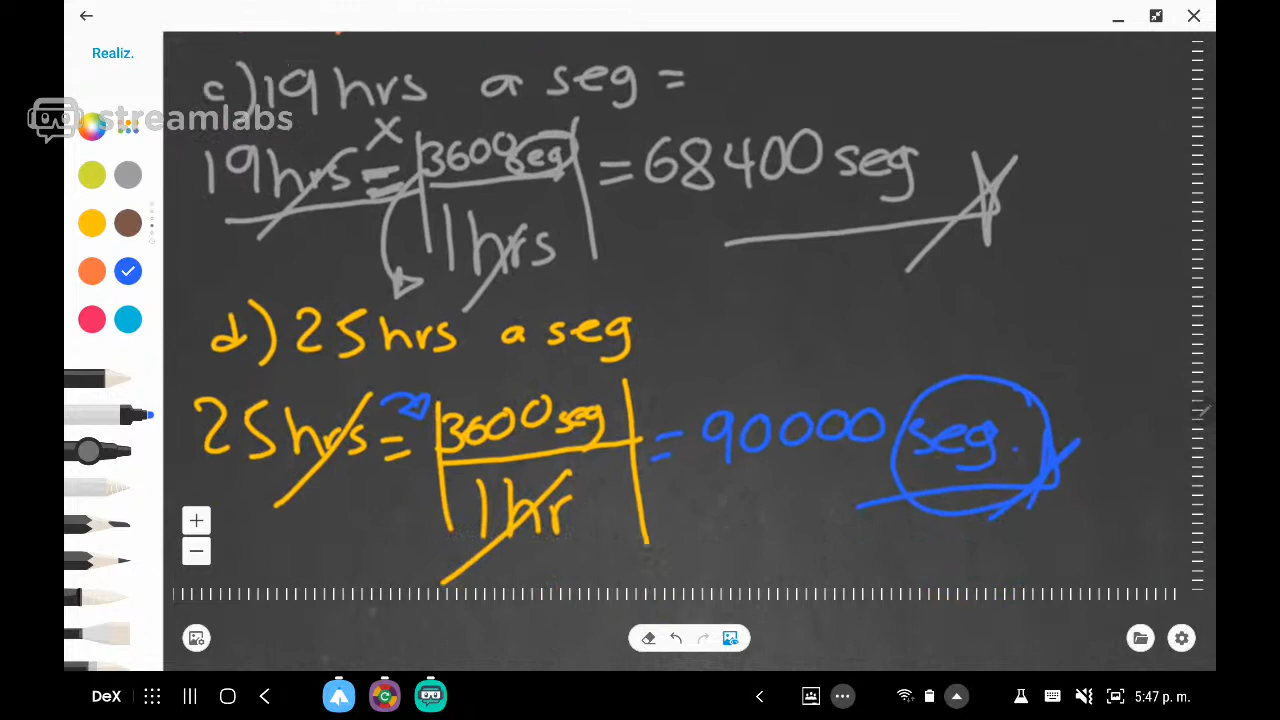 Realiz.
streamlabs
c) 19 hrs a seg =
19 hrs = x 3600 seg = 68400 seg
1 hrs
d) 25 hrs a seg
25 hrs = 3600 seg = 90000 seg.
1 hr
DeX
5:47 p. m.